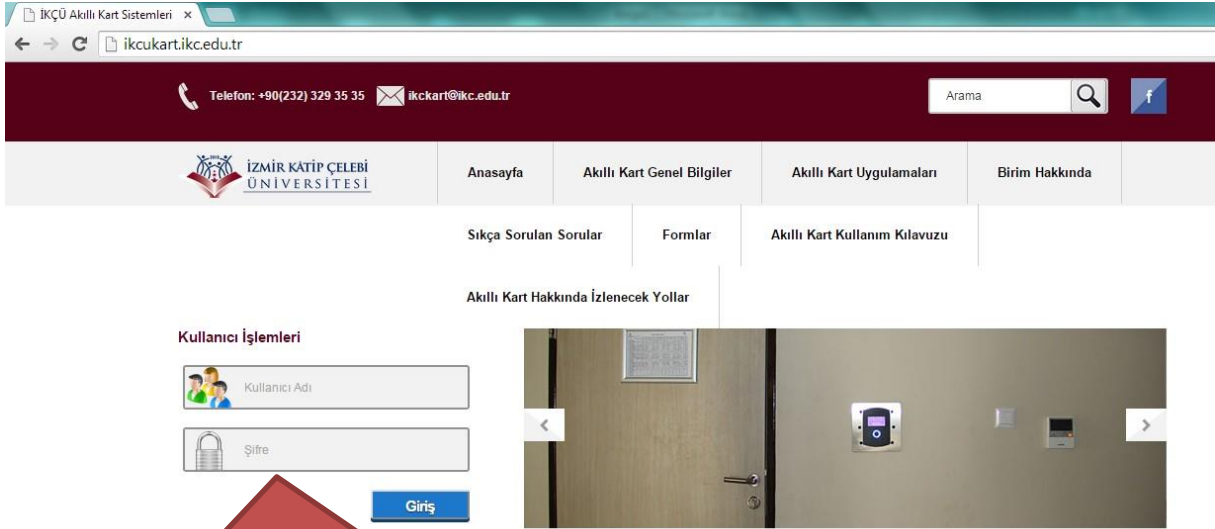 İKÇÜ Akıllı Kart Sistemleri
ikcukart.ikc.edu.tr
Telefon: +90(232) 329 35 35 ikckart@ikc.edu.tr
Arama
f
İZMİR KÂTİP ÇELEBİ
ÜNİVERSİTESİ
Anasayfa Akıllı Kart Genel Bilgiler Akıllı Kart Uygulamaları Birim Hakkında
Sıkça Sorulan Sorular Formlar Akıllı Kart Kullanım Kılavuzu
Akıllı Kart Hakkında İzlenecek Yollar
Kullanıcı İşlemleri
Kullanıcı Adı
Şifre
Giriş